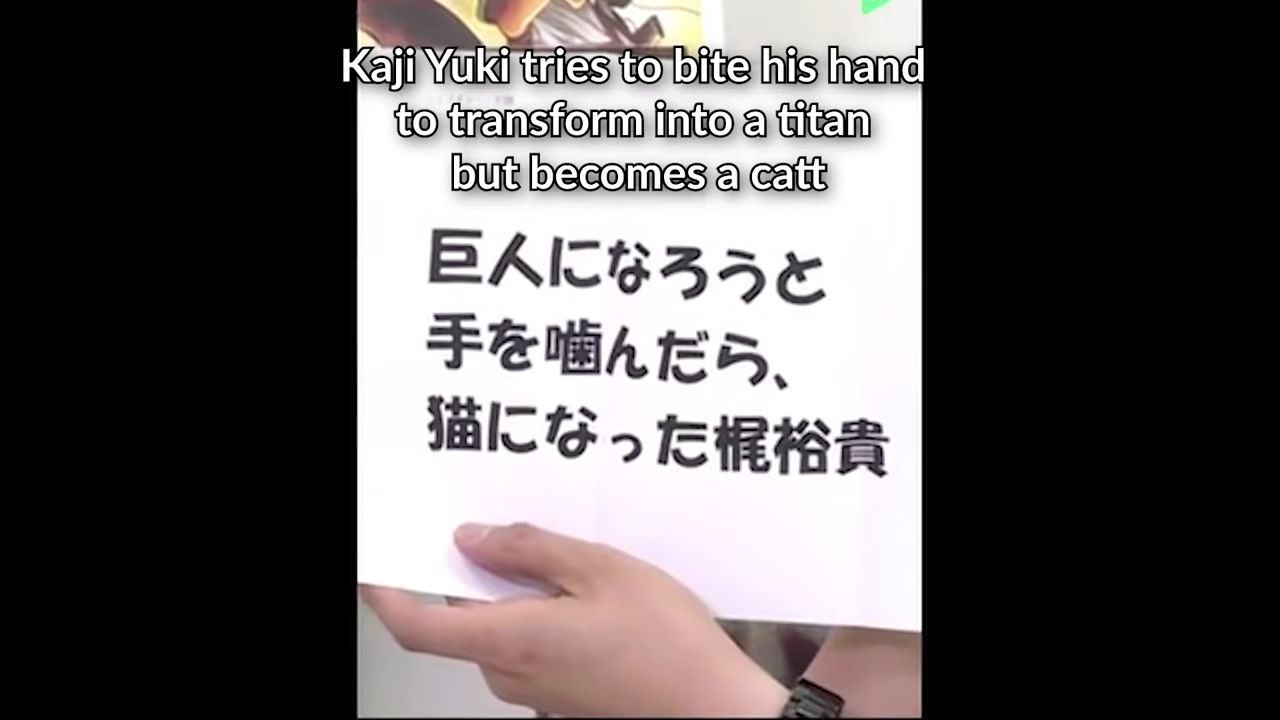 Kaji Yuki tries to bite his hand
to transform into a titan
but becomes a catt
巨人になろうと
手を噛んだら、
猫になった梶裕貴